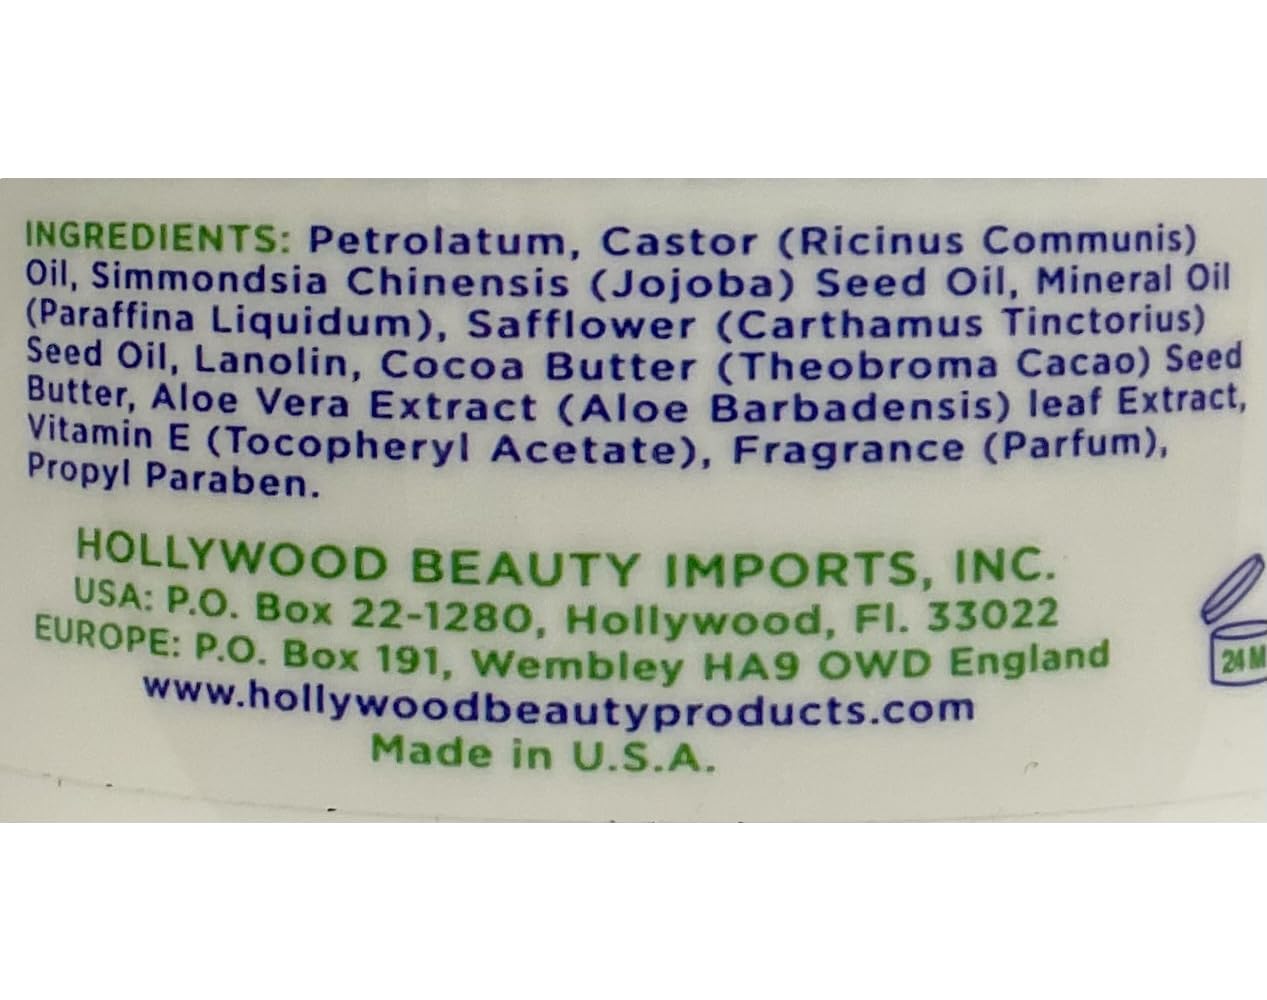 INGREDIENTS: Petrolatum, Castor (Ricinus Communis)
Oil, Simmondsia Chinensis (Jojoba) Seed Oil, Mineral Oil
(Paraffina Liquidum), Safflower (Carthamus Tinctorius)
Seed Oil, Lanolin, Cocoa Butter (Theobroma Cacao) Seed
Butter, Aloe Vera Extract (Aloe Barbadensis) leaf Extract,
Vitamin E (Tocopheryl Acetate), Fragrance (Parfum),
Propyl Paraben.
HOLLYWOOD BEAUTY IMPORTS, INC.
USA: P.O. Box 22-1280, Hollywood, Fl. 33022
EUROPE: P.O. Box 191, Wembley HA9 OWD England
www.hollywoodbeautyproducts.com
Made in U.S.A.
24M